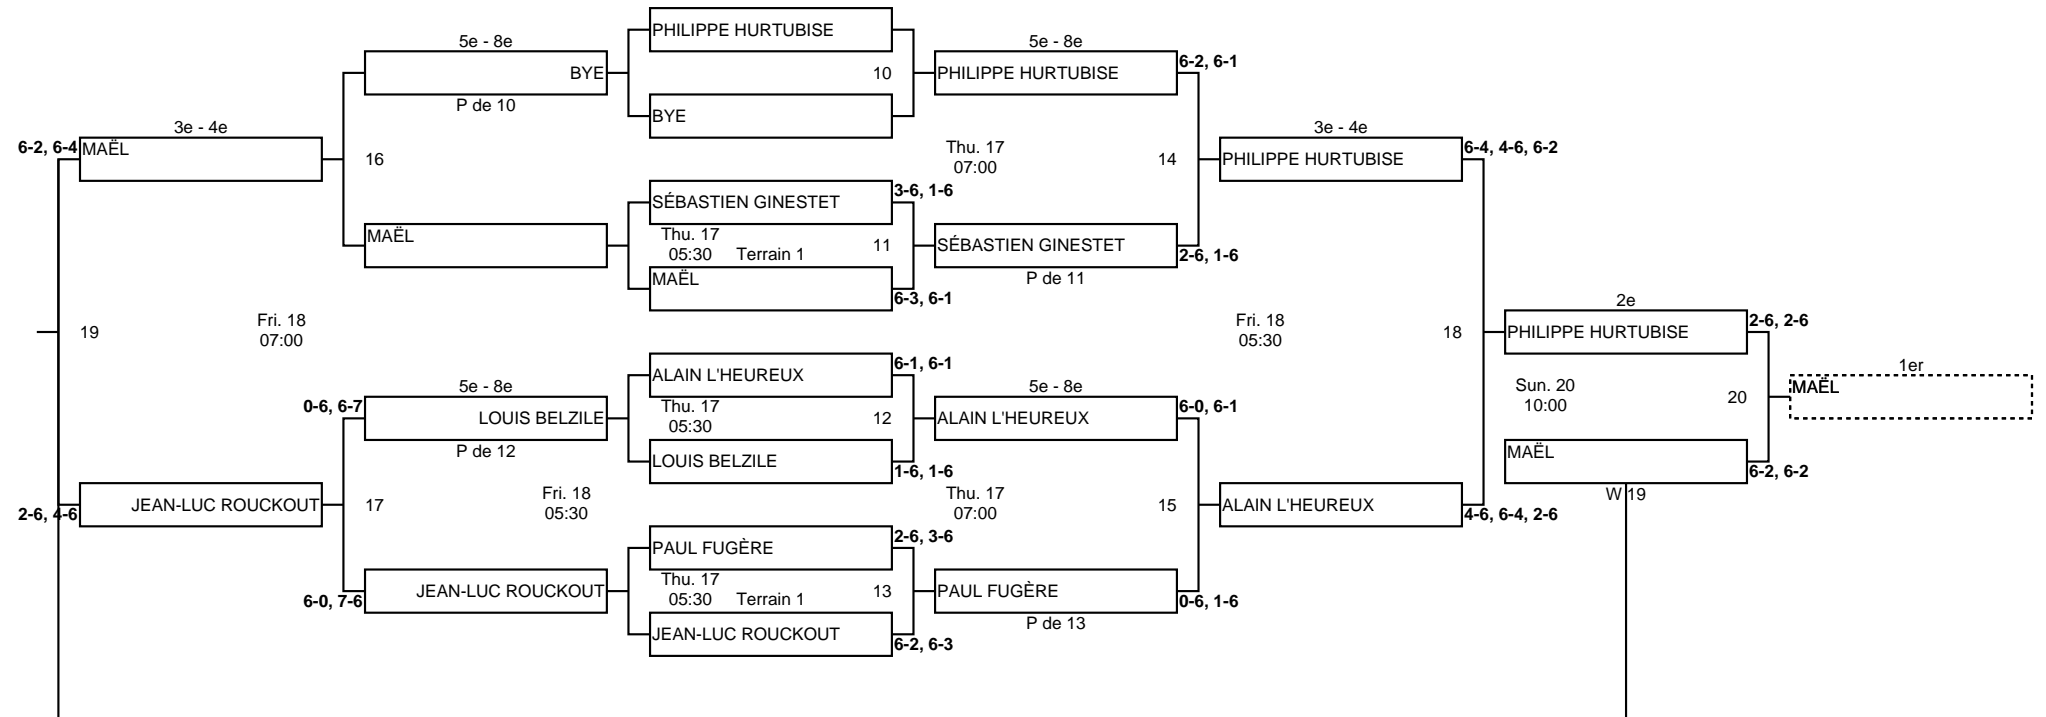 PHILIPPE HURTUBISE
5e - 8e
5e - 8e
6-2, 6-1
BYE
10
PHILIPPE HURTUBISE
P de 10
BYE
3e - 4e
3e - 4e
6-2, 6-4
MAËL
Thu. 17
07:00
6-4, 4-6, 6-2
16
14
PHILIPPE HURTUBISE
3-6, 1-6
SÉBASTIEN GINESTET
MAËL
Thu. 17
05:30 Terrain 1
11
SÉBASTIEN GINESTET
2-6, 1-6
MAËL
P de 11
6-3, 6-1
2e
Fri. 18
07:00
Fri. 18
05:30
2-6, 2-6
19
18
PHILIPPE HURTUBISE
6-1, 6-1
1er
ALAIN L'HEUREUX
5e - 8e
5e - 8e
Sun. 20
10:00
MAËL
0-6, 6-7
Thu. 17
05:30
6-0, 6-1
20
LOUIS BELZILE
12
ALAIN L'HEUREUX
P de 12
LOUIS BELZILE
MAËL
1-6, 1-6
6-2, 6-2
Fri. 18
05:30
Thu. 17
07:00
W 19
JEAN-LUC ROUCKOUT
17
15
ALAIN L'HEUREUX
2-6, 4-6
4-6, 6-4, 2-6
2-6, 3-6
PAUL FUGÈRE
Thu. 17
05:30 Terrain 1
JEAN-LUC ROUCKOUT
13
PAUL FUGÈRE
6-0, 7-6
0-6, 1-6
P de 13
JEAN-LUC ROUCKOUT
6-2, 6-3